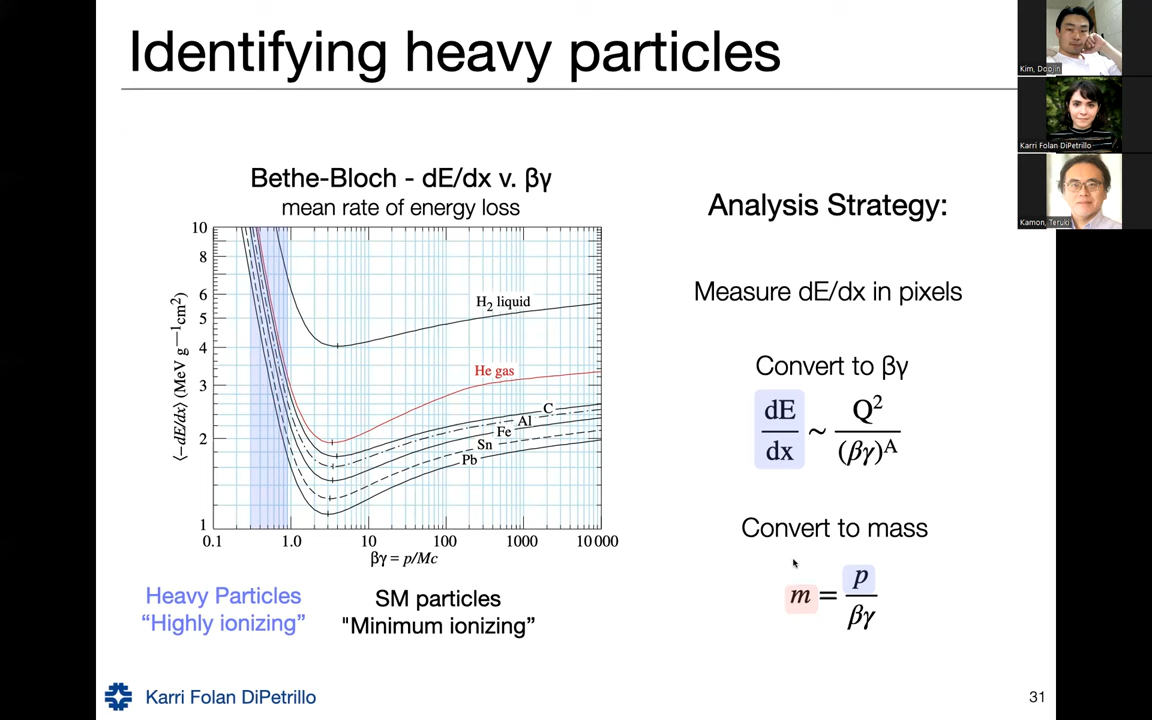 Identifying heavy particles
Kim, Doojin
Karri Folan DiPetrillo
Kamon, Teruki
Bethe-Bloch - dE/dx v. βγ
mean rate of energy loss
⟨–dE/dx⟩ (MeV g—1cm2)
10
8
6
5
4
3
2
1
H2 liquid
He gas
C
Al
Fe
Sn
Pb
0.1 1.0 10 100 1000 10 000
βγ = p/Mc
Heavy Particles
“Highly ionizing”
SM particles
"Minimum ionizing”
Analysis Strategy:
Measure dE/dx in pixels
Convert to βγ
dE/dx ~ Q²/(βγ)^A
Convert to mass
m = p/βγ
Karri Folan DiPetrillo
31